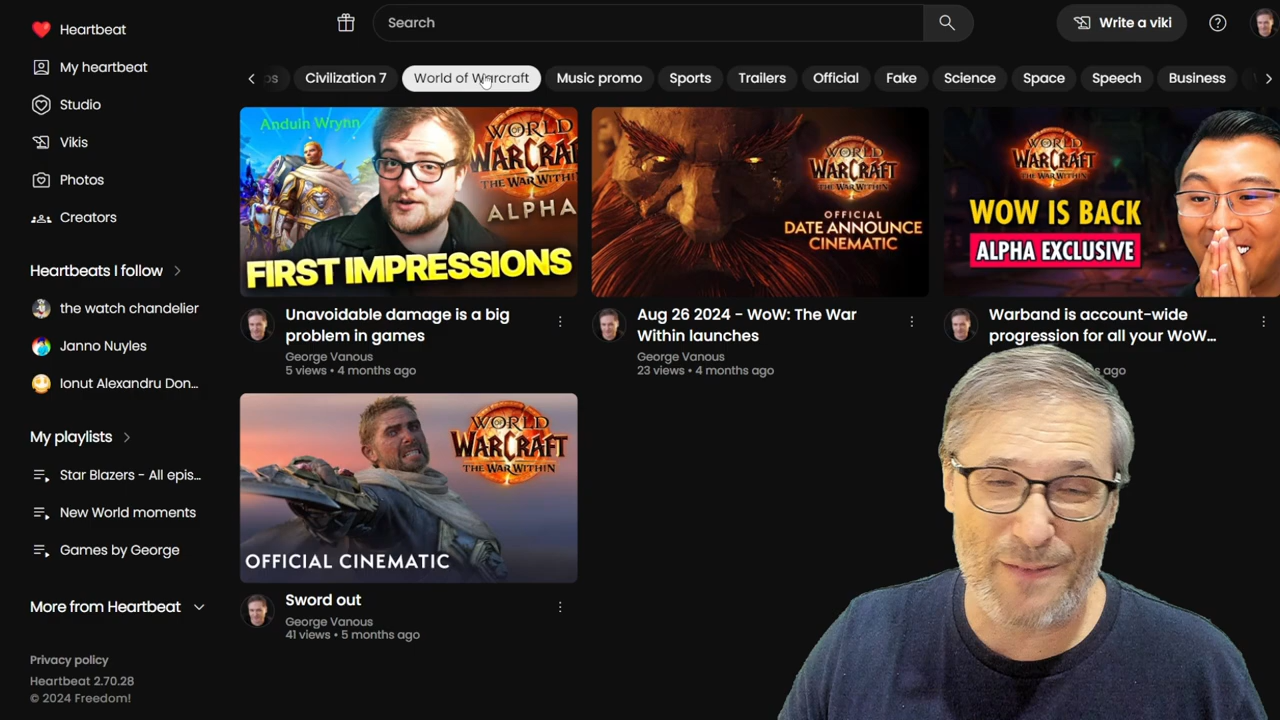 Heartbeat
Search
Write a viki
My heartbeat
Studio
Vikis
Photos
Creators
Heartbeats I follow
the watch chandelier
Janno Nuyles
Ionut Alexandru Don...
My playlists
Star Blazers - All epis...
New World moments
Games by George
More from Heartbeat
Privacy policy
Heartbeat 2.70.28
© 2024 Freedom!
Civilization 7
World of Warcraft
Music promo
Sports
Trailers
Official
Fake
Science
Space
Speech
Business
Anduin Wrynn
WORLD
WARCRAFT
THE WAR WITHIN
ALPHA
FIRST IMPRESSIONS
Unavoidable damage is a big
problem in games
George Vanous
5 views • 4 months ago
WORLD
WARCRAFT
THE WAR WITHIN
OFFICIAL
DATE ANNOUNCE
CINEMATIC
Aug 26 2024 - WoW: The War
Within launches
George Vanous
23 views • 4 months ago
WORLD
WARCRAFT
THE WAR WITHIN
WOW IS BACK
ALPHA EXCLUSIVE
Warband is account-wide
progression for all your WoW...
ago
WORLD
WARCRAFT
THE WAR WITHIN
OFFICIAL CINEMATIC
Sword out
George Vanous
41 views • 5 months ago